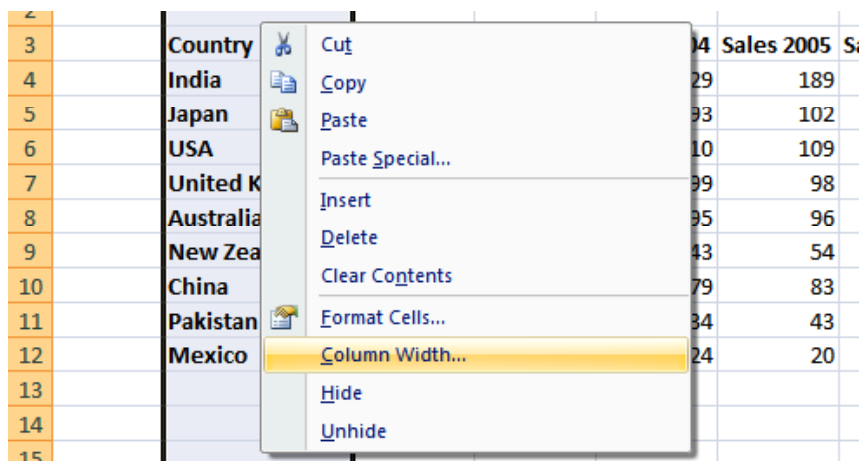 2
3 Country Cut 04 Sales 2005 Sa
4 India Copy 29 189
5 Japan Paste 93 102
6 USA Paste Special... 10 109
7 United K Insert 99 98
8 Australia Delete 95 96
9 New Zea 43 54
10 China Clear Contents 79 83
11 Pakistan Format Cells... 34 43
12 Mexico Column Width... 24 20
13 Hide
14 Unhide
15